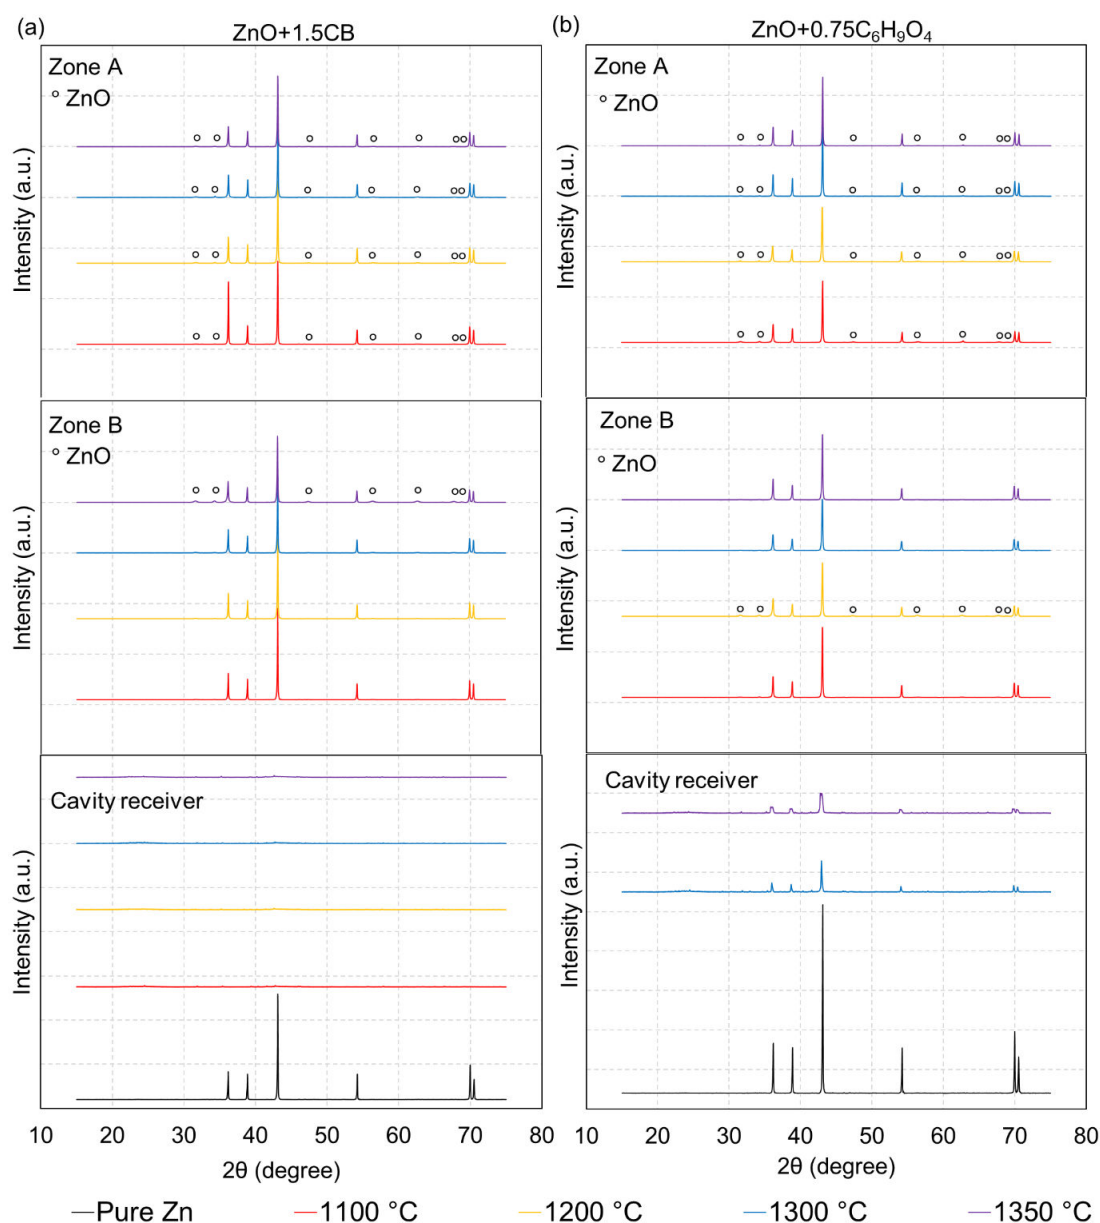 (a) ZnO+1.5CB
Zone A
° ZnO
Intensity (a.u.)
Zone B
° ZnO
Intensity (a.u.)
Cavity receiver
Intensity (a.u.)
10 20 30 40 50 60 70 80
2θ (degree)
(b) ZnO+0.75C₆H₉O₄
Zone A
° ZnO
Intensity (a.u.)
Zone B
° ZnO
Intensity (a.u.)
Cavity receiver
Intensity (a.u.)
10 20 30 40 50 60 70 80
2θ (degree)
Pure Zn 1100 °C 1200 °C 1300 °C 1350 °C